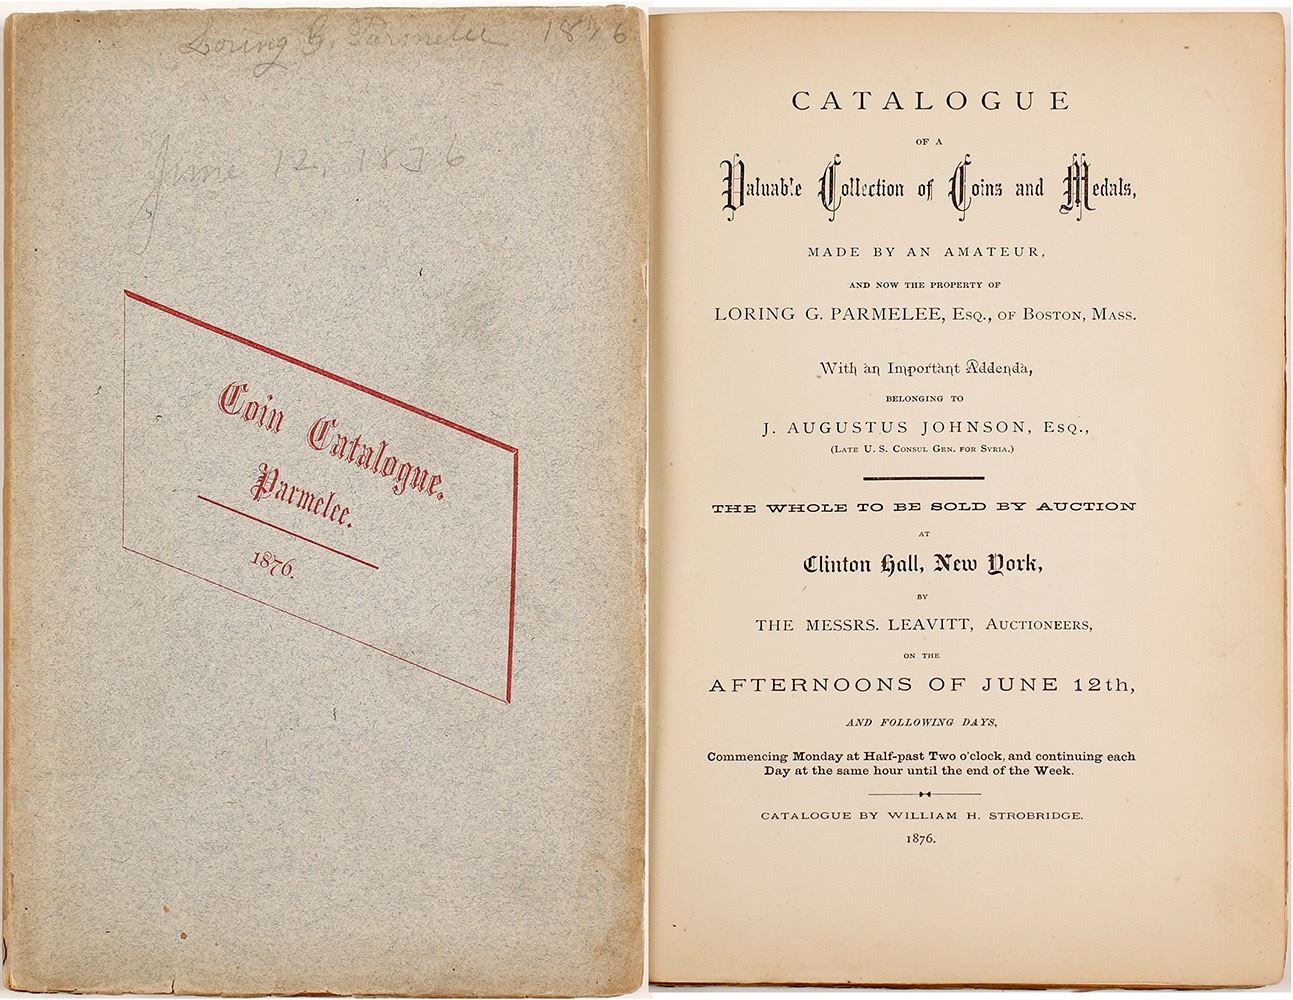 Loring G. Parmelee 1876
June 12, 1876
Coin Catalogue.
Parmelee.
1876.
CATALOGUE
OF A
Valuable Collection of Coins and Medals,
MADE BY AN AMATEUR,
AND NOW THE PROPERTY OF
LORING G. PARMELEE, ESQ., OF BOSTON, MASS.
With an Important Addenda,
BELONGING TO
J. AUGUSTUS JOHNSON, ESQ.,
(LATE U. S. CONSUL GEN. FOR SYRIA.)
THE WHOLE TO BE SOLD BY AUCTION
AT
Clinton Hall, New York,
BY
THE MESSRS. LEAVITT, AUCTIONEERS,
ON THE
AFTERNOONS OF JUNE 12th,
AND FOLLOWING DAYS,
Commencing Monday at Half-past Two o'clock, and continuing each
Day at the same hour until the end of the Week.
CATALOGUE BY WILLIAM H. STROBRIDGE.
1876.